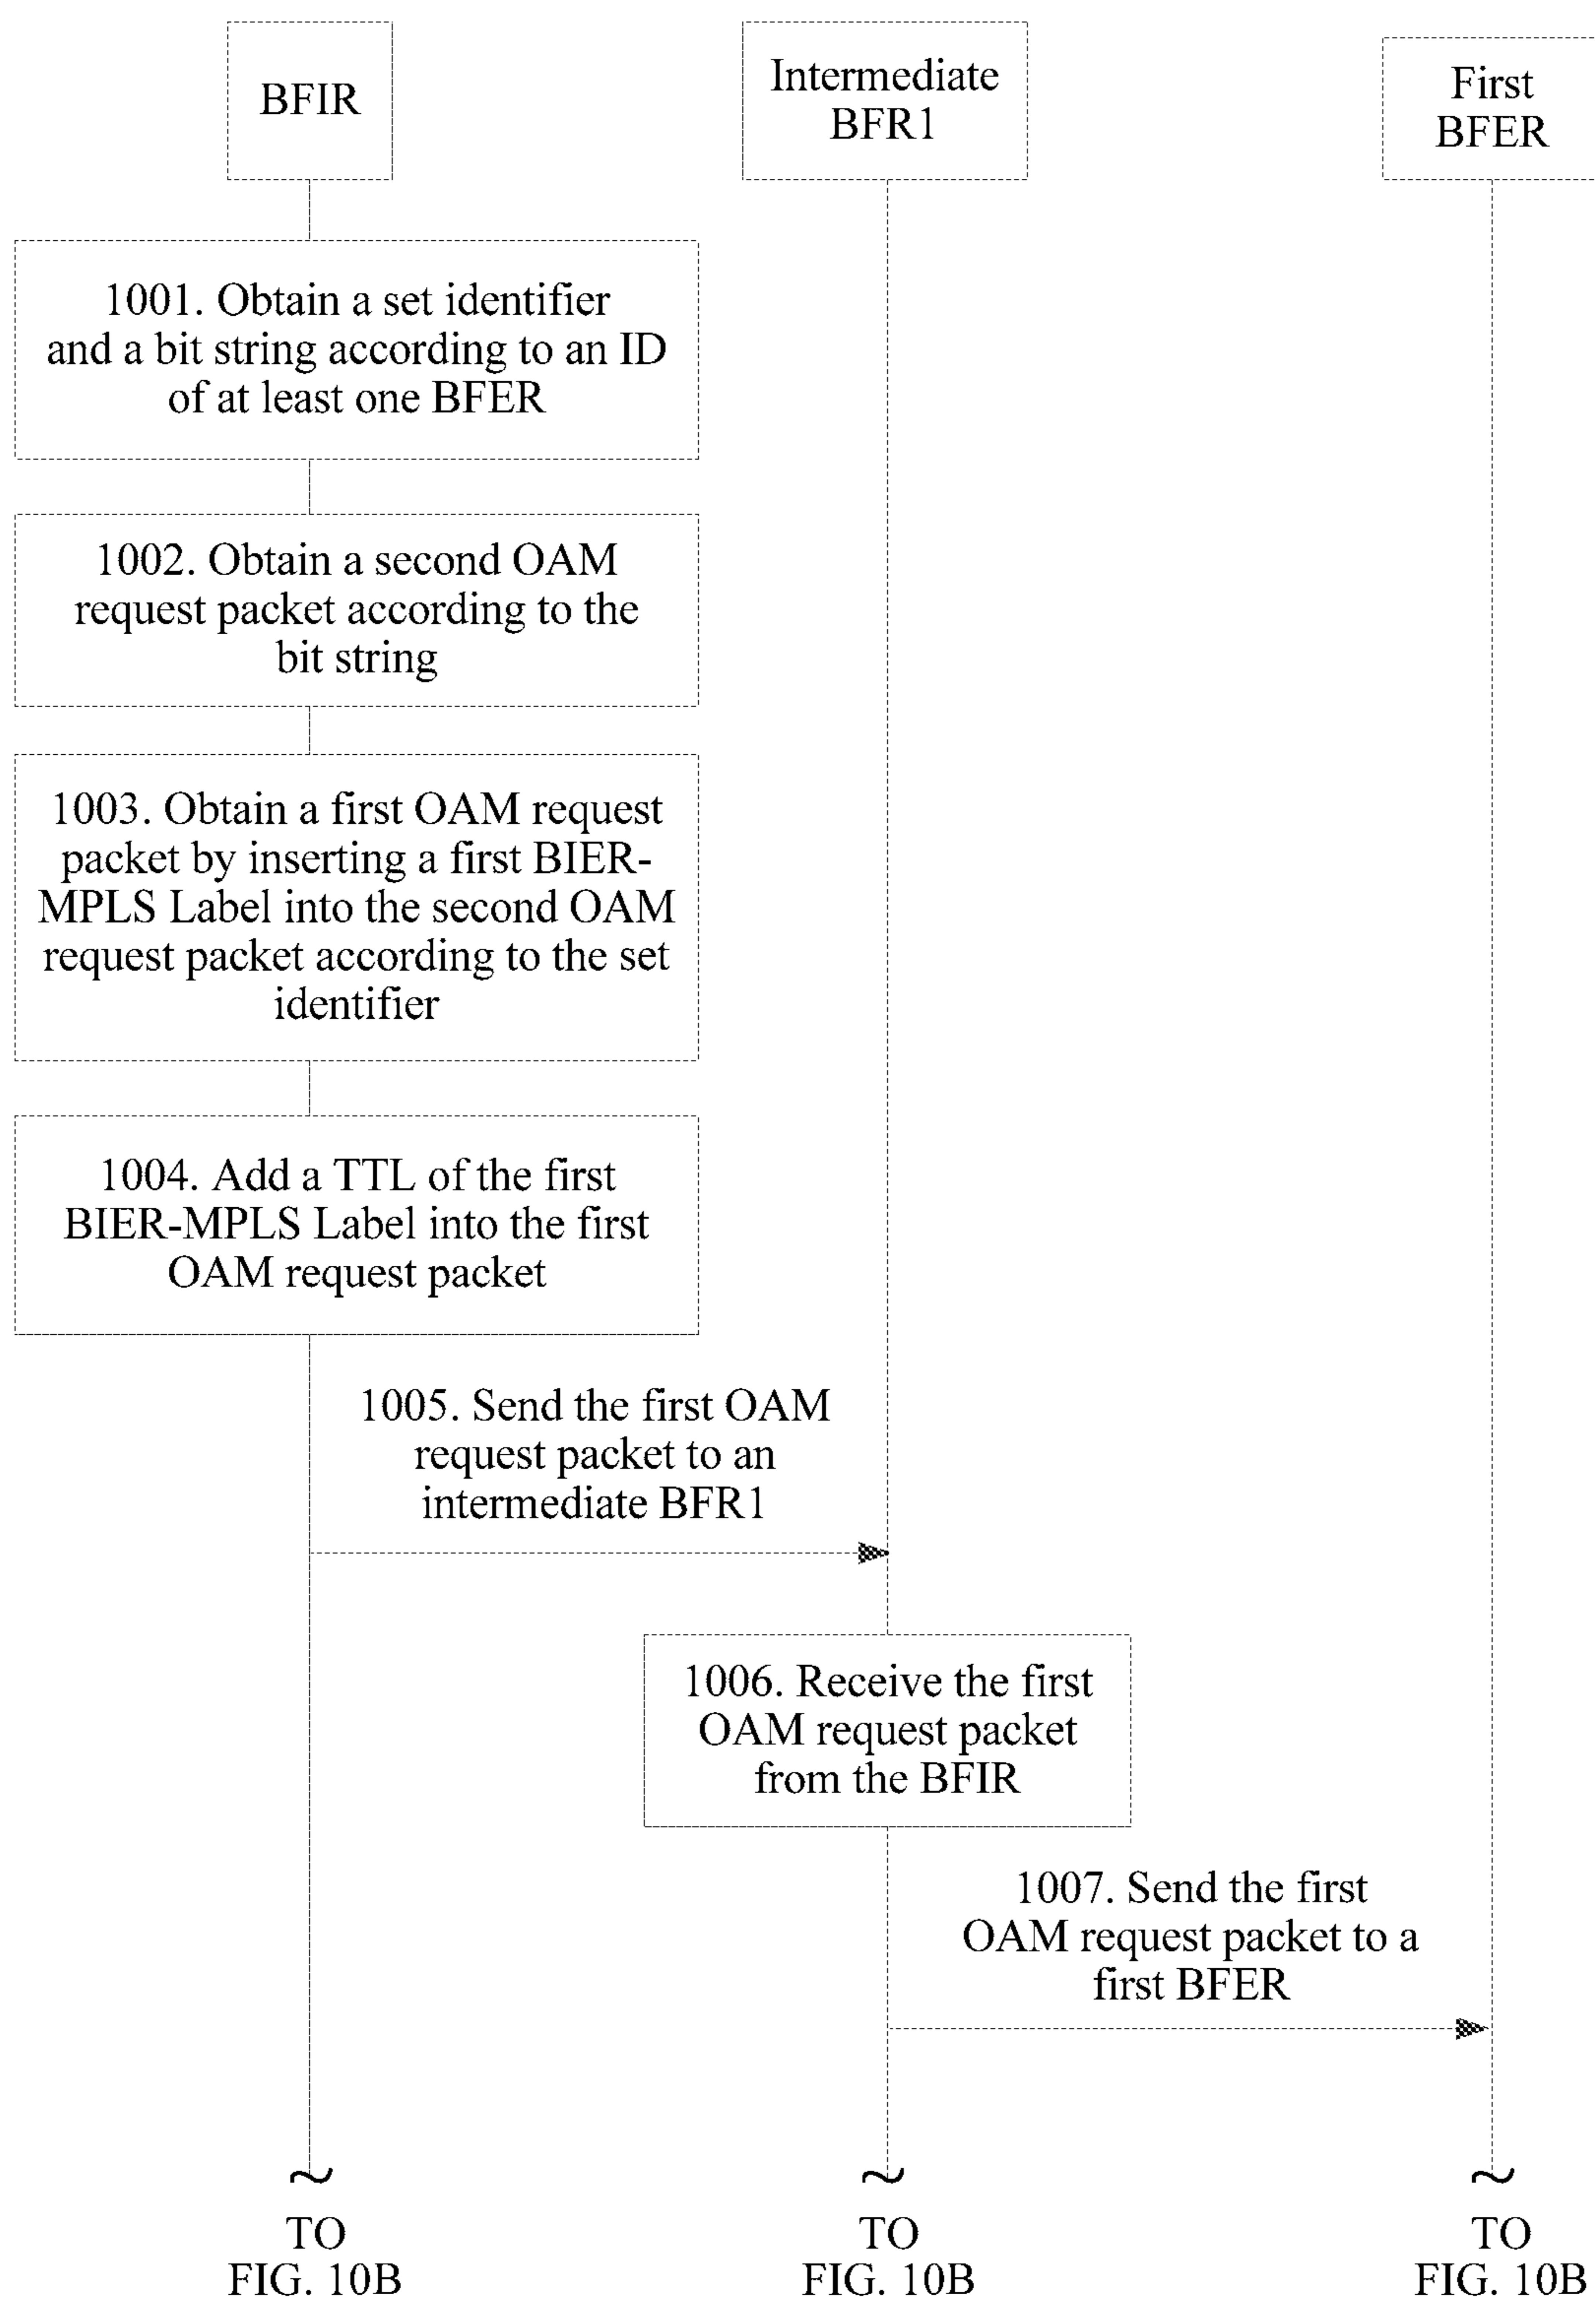 BFIR
Intermediate
BFR1
First
BFER
1001. Obtain a set identifier
and a bit string according to an ID
of at least one BFER
1002. Obtain a second OAM
request packet according to the
bit string
1003. Obtain a first OAM request
packet by inserting a first BIER-
MPLS Label into the second OAM
request packet according to the set
identifier
1004. Add a TTL of the first
BIER-MPLS Label into the first
OAM request packet
1005. Send the first OAM
request packet to an
intermediate BFR1
1006. Receive the first
OAM request packet
from the BFIR
1007. Send the first
OAM request packet to a
first BFER
TO
FIG. 10B
TO
FIG. 10B
TO
FIG. 10B